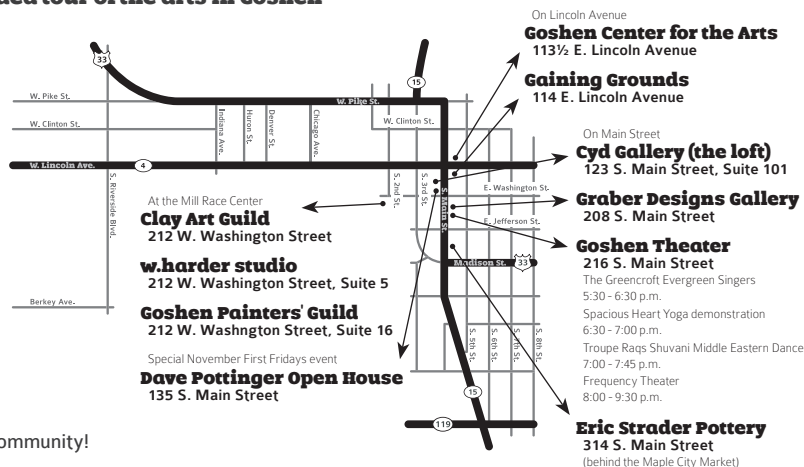 tour of the arts in Goshen
On Lincoln Avenue
Goshen Center for the Arts
113½ E. Lincoln Avenue
Gaining Grounds
114 E. Lincoln Avenue
On Main Street
Cyd Gallery (the loft)
123 S. Main Street, Suite 101
Graber Designs Gallery
208 S. Main Street
Goshen Theater
216 S. Main Street
The Greencroft Evergreen Singers
5:30 - 6:30 p.m.
Spacious Heart Yoga demonstration
6:30 - 7:00 p.m.
Troupe Raqs Shuvani Middle Eastern Dance
7:00 - 7:45 p.m.
Frequency Theater
8:00 - 9:30 p.m.
Eric Strader Pottery
314 S. Main Street
(behind the Maple City Market)
At the Mill Race Center
Clay Art Guild
212 W. Washington Street
w.harder studio
212 W. Washington Street, Suite 5
Goshen Painters' Guild
212 W. Washngton Street, Suite 16
Special November First Fridays event
Dave Pottinger Open House
135 S. Main Street
33
15
W. Pike St.
W. Pike St.
W. Clinton St.
W. Clinton St.
Indiana Ave.
Huron St.
Denver St.
Chicago Ave.
W. Lincoln Ave.
4
S. Riverside Blvd.
S. 2nd St.
S. 3rd St.
S. Main St.
E. Washington St.
E. Jefferson St.
Madison St.
33
Berkey Ave.
S. 5th St.
S. 6th St.
S. 7th St.
S. 8th St.
15
119
ommunity!